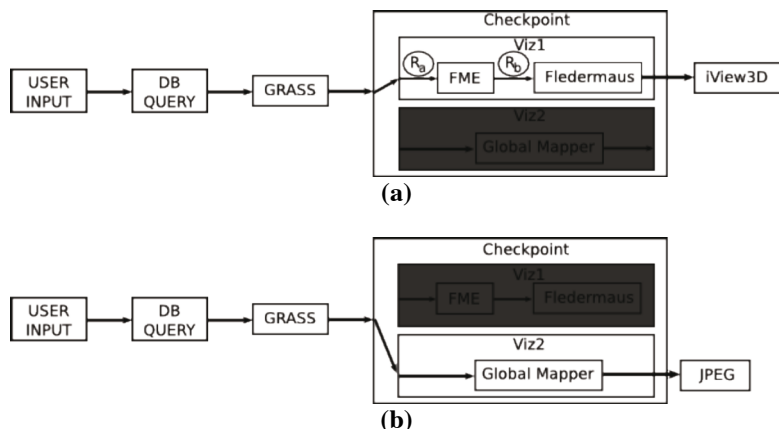 Checkpoint
Viz1
Ra
Rb
USER INPUT
DB QUERY
GRASS
FME
Fledermaus
iView3D
Viz2
Global Mapper
(a)
Checkpoint
Viz1
FME
Fledermaus
USER INPUT
DB QUERY
GRASS
Viz2
Global Mapper
JPEG
(b)